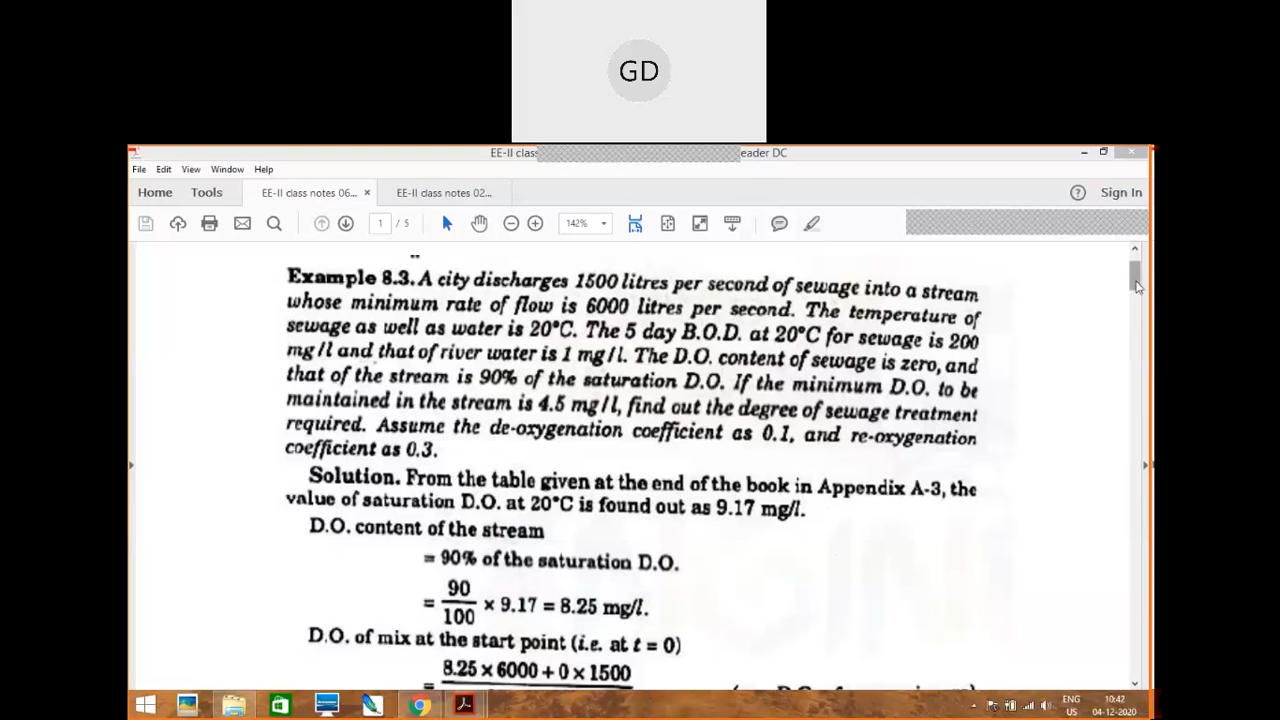 GD
EE-II class
eader DC
File Edit View Window Help
Home Tools EE-II class notes 06... × EE-II class notes 02... Sign In
1 / 5 142%
Example 8.3. A city discharges 1500 litres per second of sewage into a stream
whose minimum rate of flow is 6000 litres per second. The temperature of
sewage as well as water is 20°C. The 5 day B.O.D. at 20°C for sewage is 200
mg/l and that of river water is 1 mg/l. The D.O. content of sewage is zero, and
that of the stream is 90% of the saturation D.O. If the minimum D.O. to be
maintained in the stream is 4.5 mg/l, find out the degree of sewage treatment
required. Assume the de-oxygenation coefficient as 0.1, and re-oxygenation
coefficient as 0.3.
Solution. From the table given at the end of the book in Appendix A-3, the
value of saturation D.O. at 20°C is found out as 9.17 mg/l.
D.O. content of the stream
= 90% of the saturation D.O.
= 90/100 × 9.17 = 8.25 mg/l.
D.O. of mix at the start point (i.e. at t = 0)
= 8.25 × 6000 + 0 × 1500
ENG 10:42
US 04-12-2020